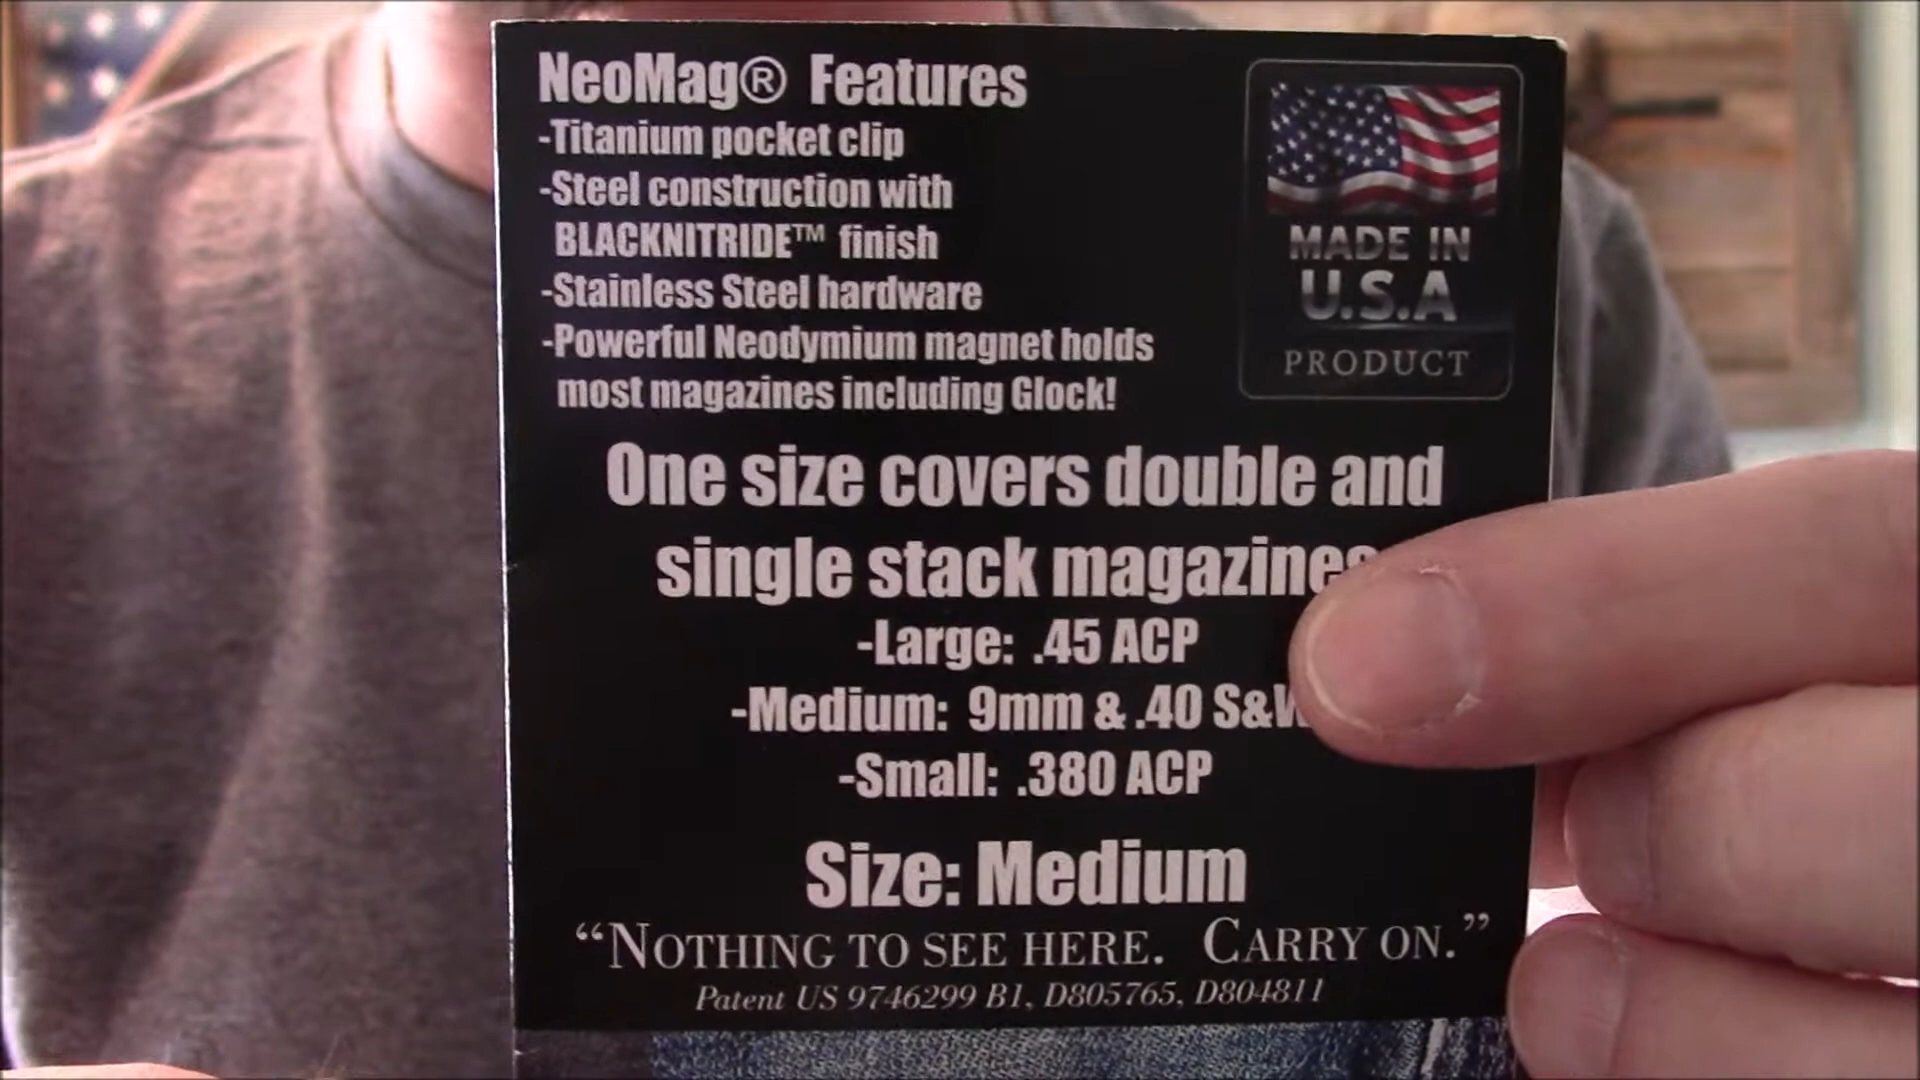 NeoMag® Features
-Titanium pocket clip
-Steel construction with
BLACKNITRIDE™ finish
-Stainless Steel hardware
-Powerful Neodymium magnet holds
most magazines including Glock!
MADE IN
U.S.A
PRODUCT
One size covers double and
single stack magazines
-Large: .45 ACP
-Medium: 9mm & .40 S&W
-Small: .380 ACP
Size: Medium
“NOTHING TO SEE HERE. CARRY ON.”
Patent US 9746299 B1, D805765, D804811